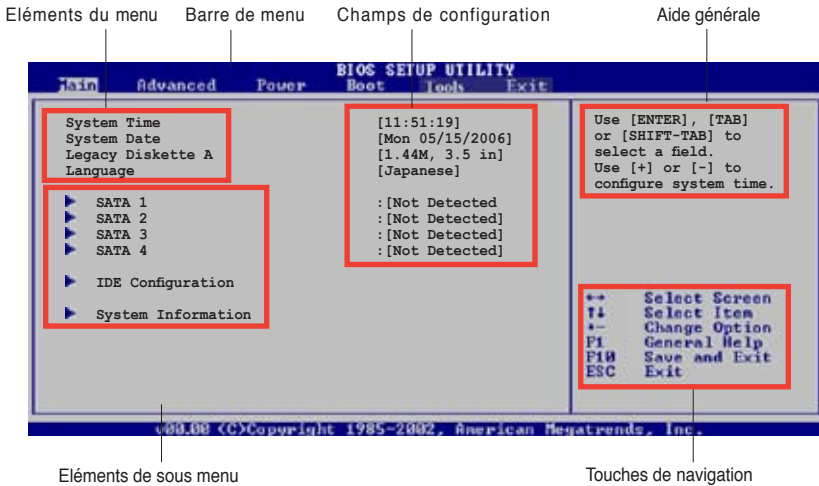 Eléments du menu Barre de menu Champs de configuration Aide générale
BIOS SETUP UTILITY
Main Advanced Power Boot Tools Exit
System Time [11:51:19]
System Date [Mon 05/15/2006]
Legacy Diskette A [1.44M, 3.5 in]
Language [Japanese]
SATA 1 :[Not Detected
SATA 2 :[Not Detected]
SATA 3 :[Not Detected]
SATA 4 :[Not Detected]
IDE Configuration
System Information
Use [ENTER], [TAB]
or [SHIFT-TAB] to
select a field.
Use [+] or [-] to
configure system time.
←→ Select Screen
↑↓ Select Item
+- Change Option
F1 General Help
F10 Save and Exit
ESC Exit
v00.00 (C)Copyright 1985-2002, American Megatrends, Inc.
Eléments de sous menu Touches de navigation